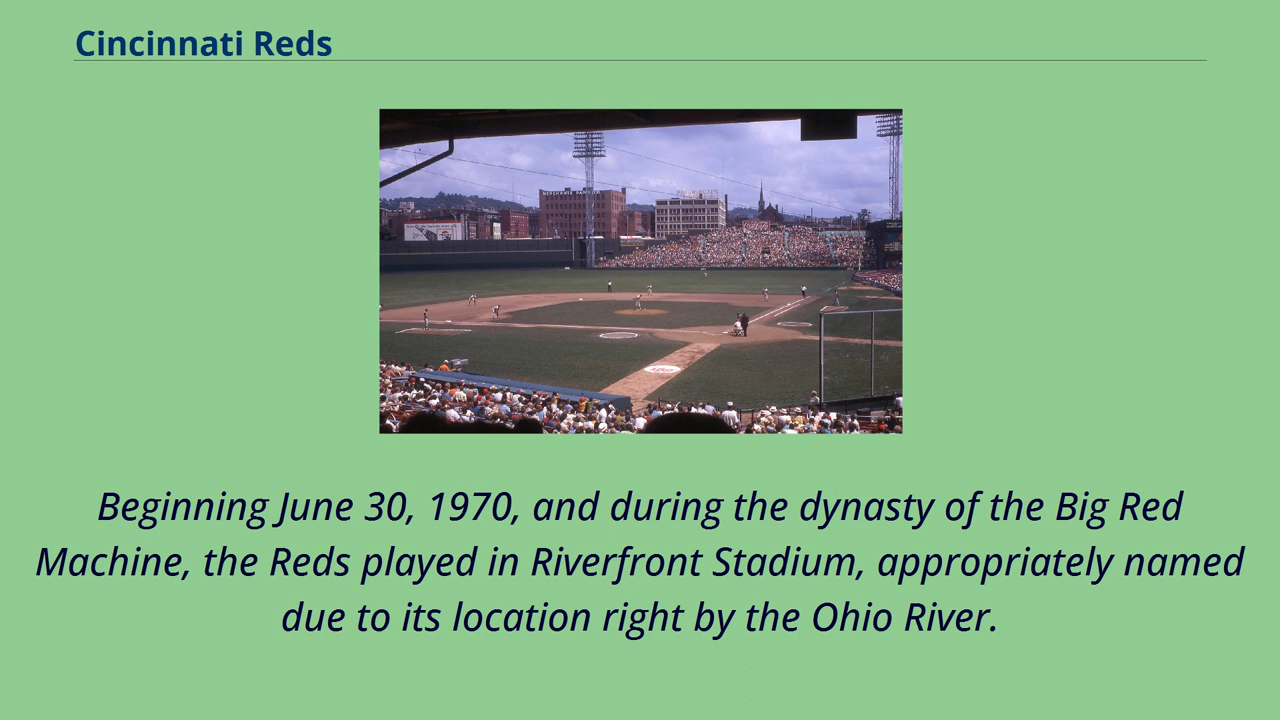 Cincinnati Reds
Beginning June 30, 1970, and during the dynasty of the Big Red
Machine, the Reds played in Riverfront Stadium, appropriately named
due to its location right by the Ohio River.